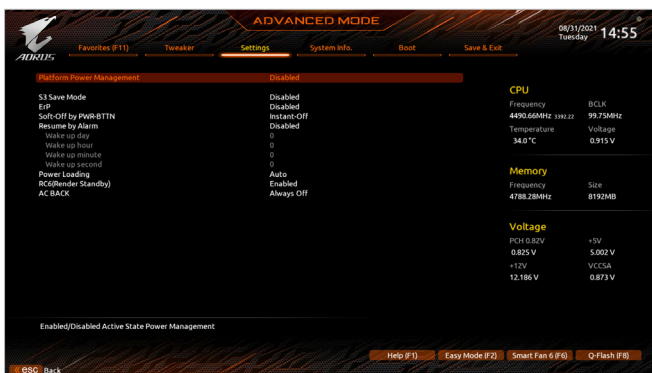 ADVANCED MODE
08/31/2021 Tuesday 14:55
AORUS
Favorites (F11) Tweaker Settings System Info. Boot Save & Exit
Platform Power Management Disabled
S3 Save Mode Disabled
ErP Disabled
Soft-Off by PWR-BTTN Instant-Off
Resume by Alarm Disabled
Wake up day 0
Wake up hour 0
Wake up minute 0
Wake up second 0
Power Loading Auto
RC6(Render Standby) Enabled
AC BACK Always Off
CPU
Frequency BCLK
4490.66MHz 3392.22 99.75MHz
Temperature Voltage
34.0 °C 0.915 V
Memory
Frequency Size
4788.28MHz 8192MB
Voltage
PCH 0.82V +5V
0.825 V 5.002 V
+12V VCCSA
12.186 V 0.873 V
Enabled/Disabled Active State Power Management
Help (F1) Easy Mode (F2) Smart Fan 6 (F6) Q-Flash (F8)
esc Back